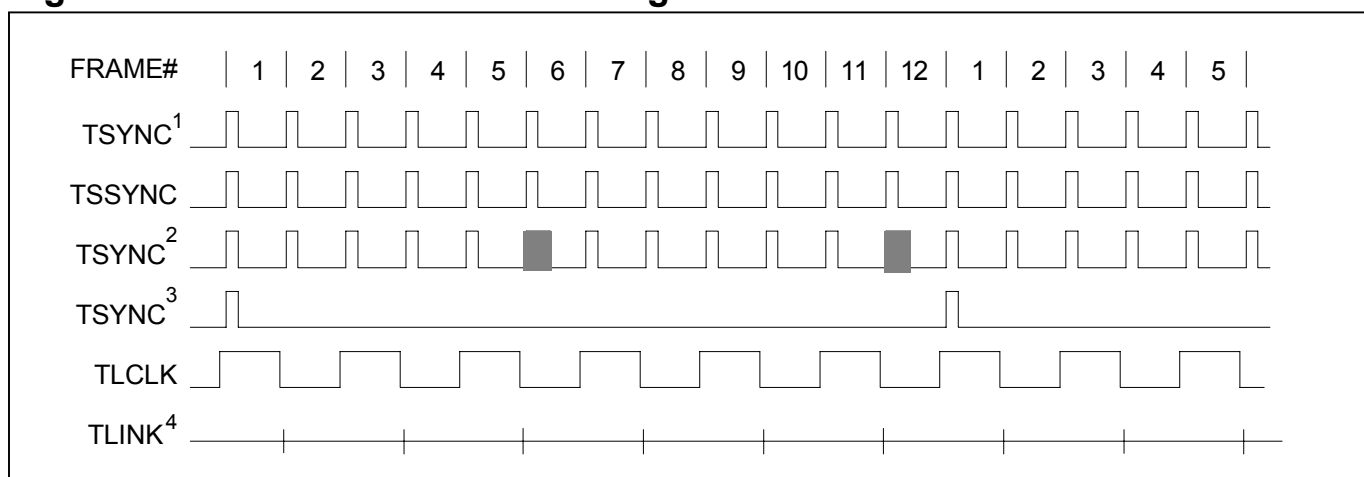 FRAME# 1 2 3 4 5 6 7 8 9 10 11 12 1 2 3 4 5
TSYNC1
TSSYNC
TSYNC2
TSYNC3
TLCLK
TLINK4